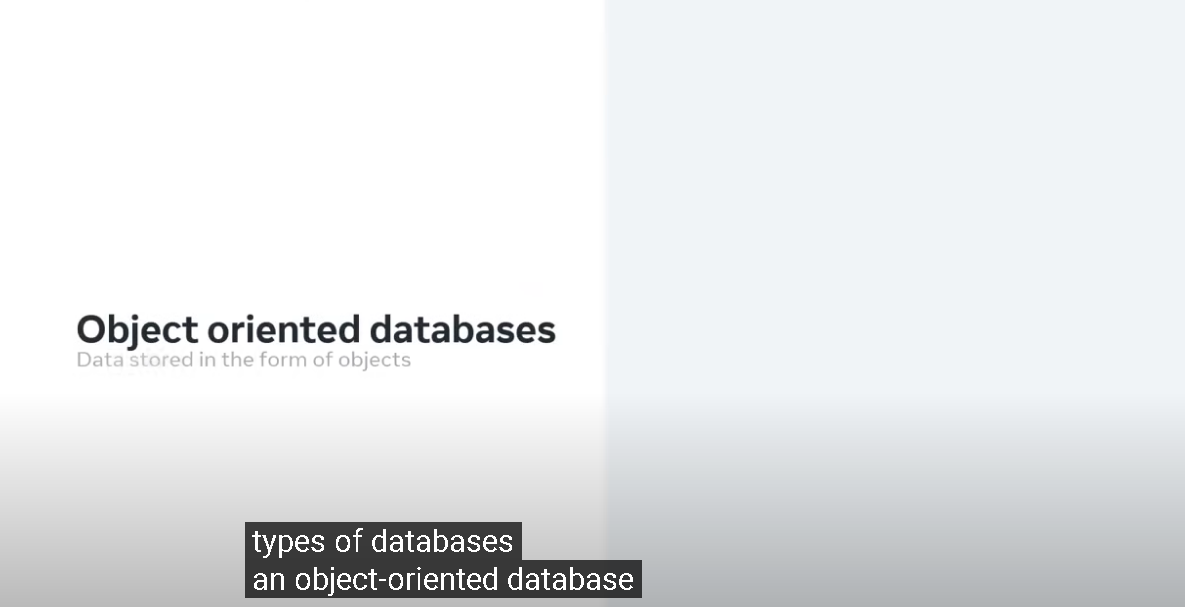 Object oriented databases
Data stored in the form of objects
types of databases
an object-oriented database